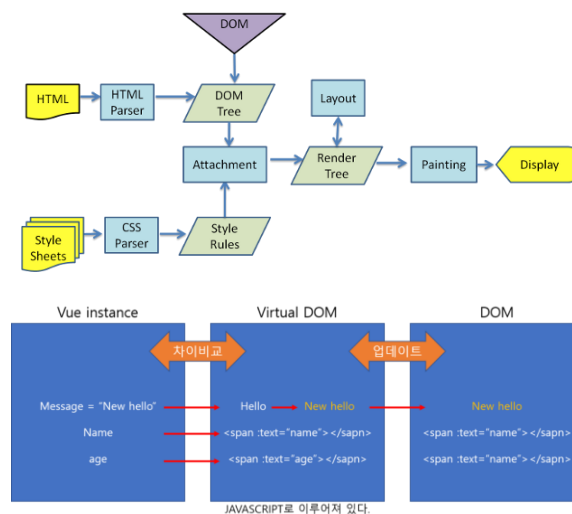 DOM
HTML
HTML
Parser
DOM
Tree
Layout
Attachment
Render
Tree
Painting
Display
Style
Sheets
CSS
Parser
Style
Rules
Vue instance
Virtual DOM
DOM
차이비교
업데이트
Message = "New hello"
Hello
New hello
New hello
Name
<span :text="name"></sapn>
<span :text="name"></sapn>
age
<span :text="age"></sapn>
<span :text="name"></sapn>
JAVASCRIPT로 이루어져 있다.